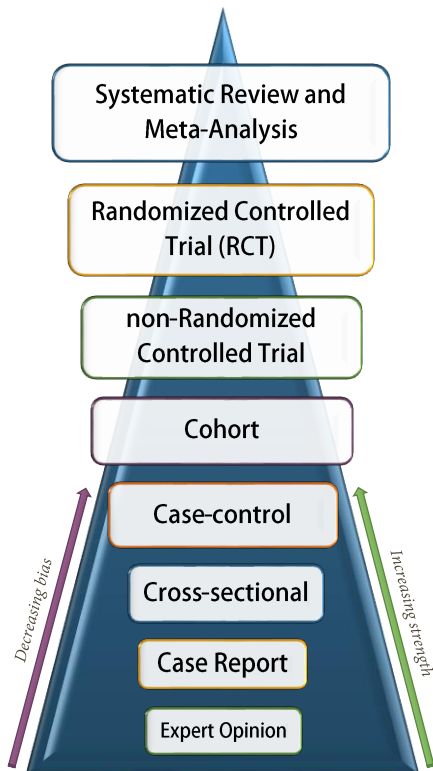 Systematic Review and
Meta-Analysis
Randomized Controlled
Trial (RCT)
non-Randomized
Controlled Trial
Cohort
Case-control
Cross-sectional
Case Report
Expert Opinion
Decreasing bias
Increasing strength